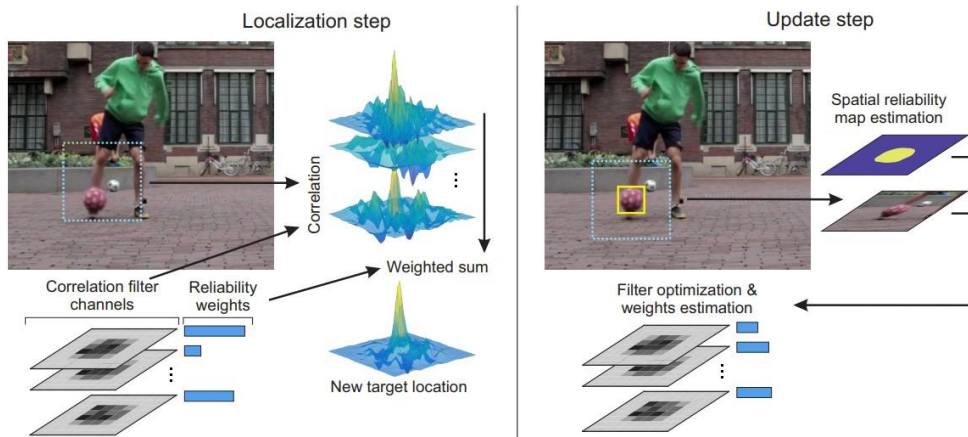 Localization step
Correlation
Weighted sum
Correlation filter
channels
Reliability
weights
New target location
Update step
Spatial reliability
map estimation
Filter optimization &
weights estimation